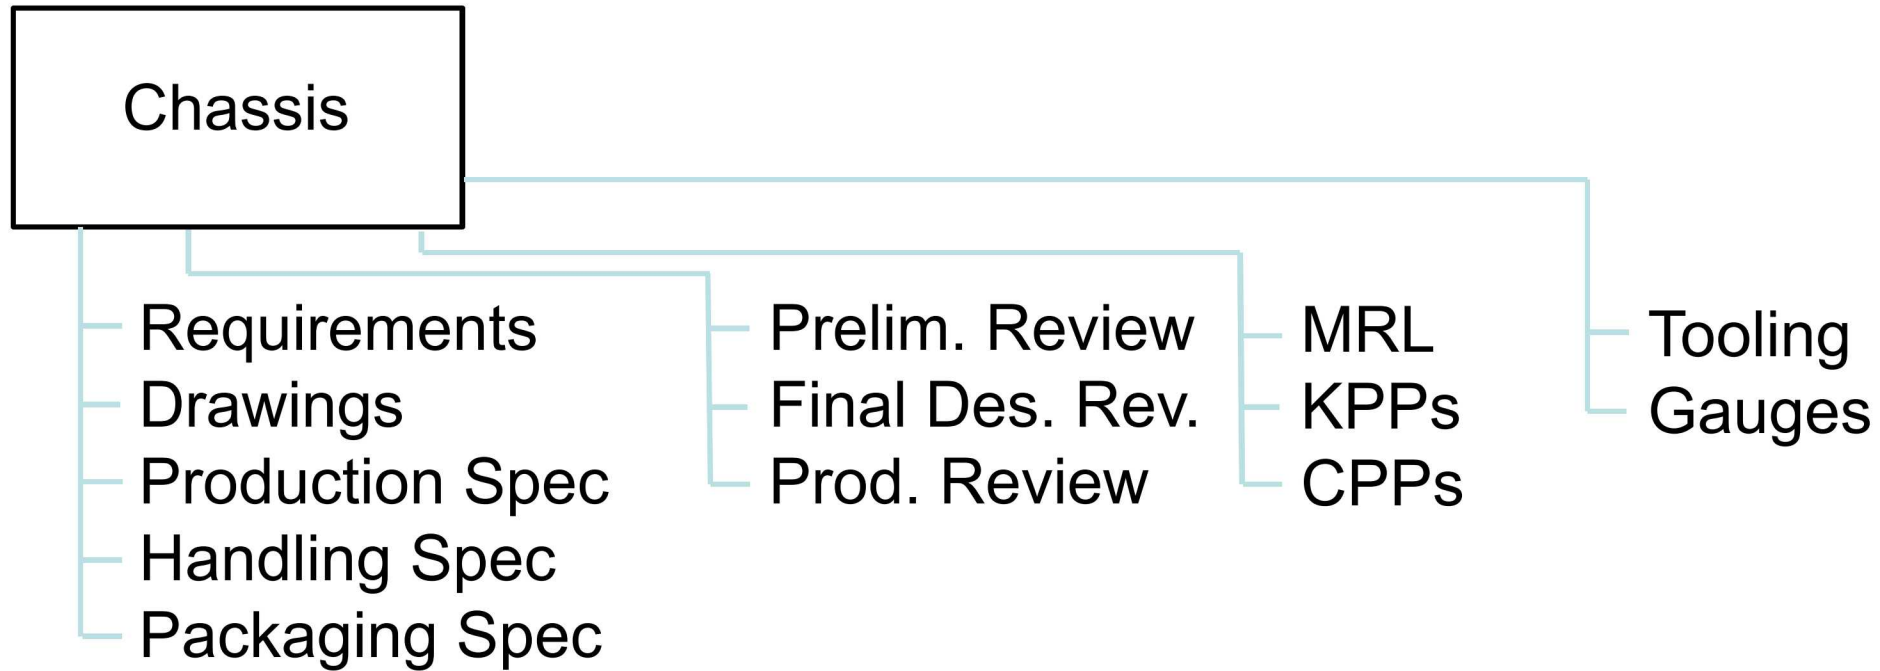 Chassis
Requirements
Drawings
Production Spec
Handling Spec
Packaging Spec
Prelim. Review
Final Des. Rev.
Prod. Review
MRL
KPPs
CPPs
Tooling
Gauges